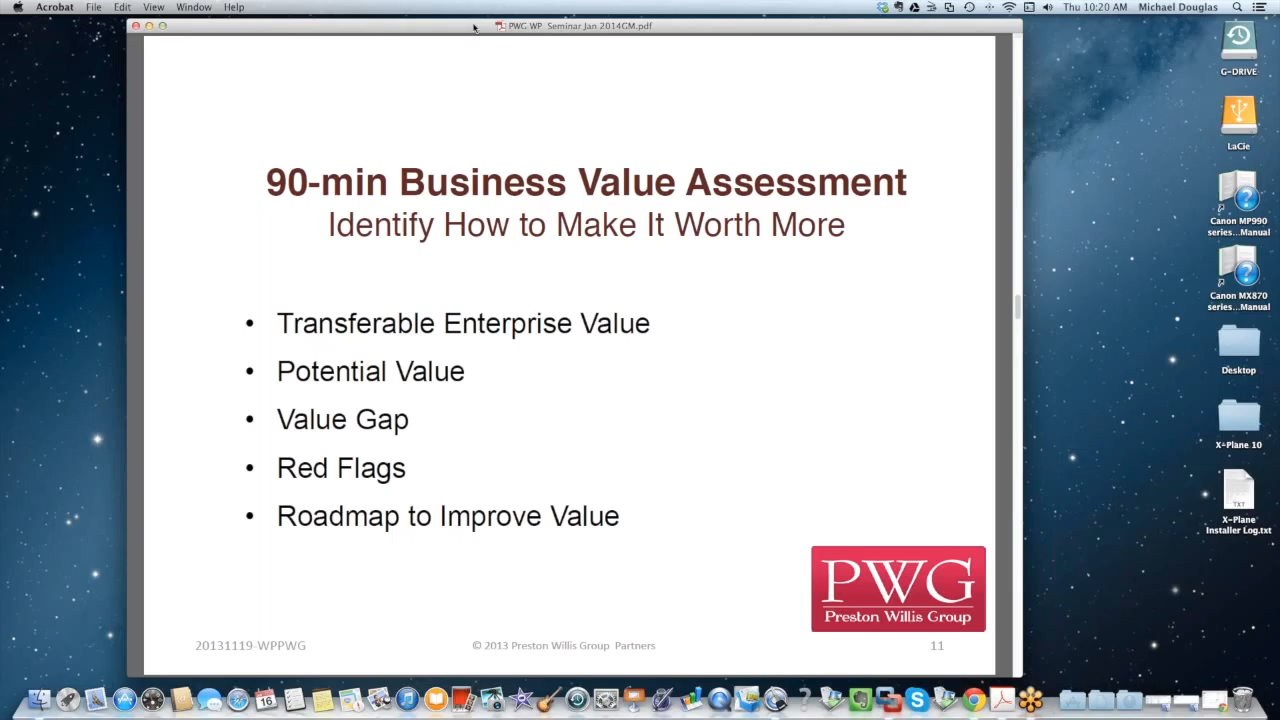 Acrobat File Edit View Window Help Thu 10:20 AM Michael Douglas
PWG WP Seminar Jan 2014GM.pdf
90-min Business Value Assessment
Identify How to Make It Worth More
• Transferable Enterprise Value
• Potential Value
• Value Gap
• Red Flags
• Roadmap to Improve Value
PWG
Preston Willis Group
20131119-WPPWG © 2013 Preston Willis Group Partners 11
G-DRIVE
LaCie
Canon MP990
series...Manual
Canon MX870
series...Manual
Desktop
X-Plane 10
TXT
X-Plane
Installer Log.txt
16